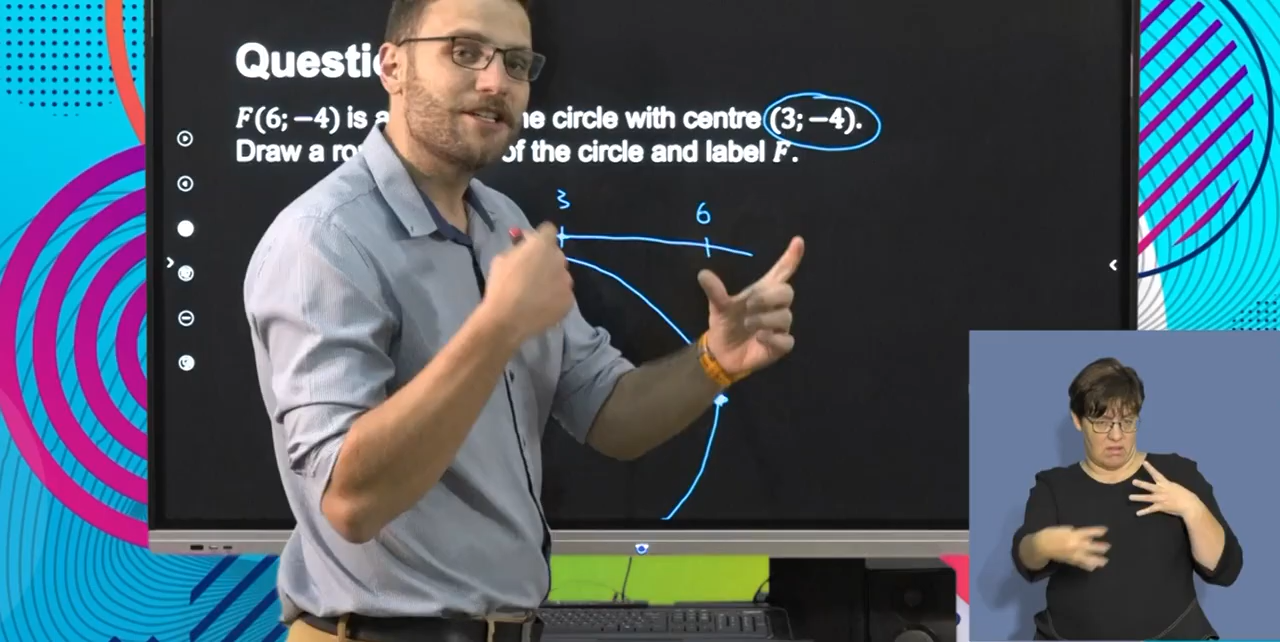 Questi
F(6; −4) is a he circle with centre (3; −4).
Draw a ro of the circle and label F.
3
6